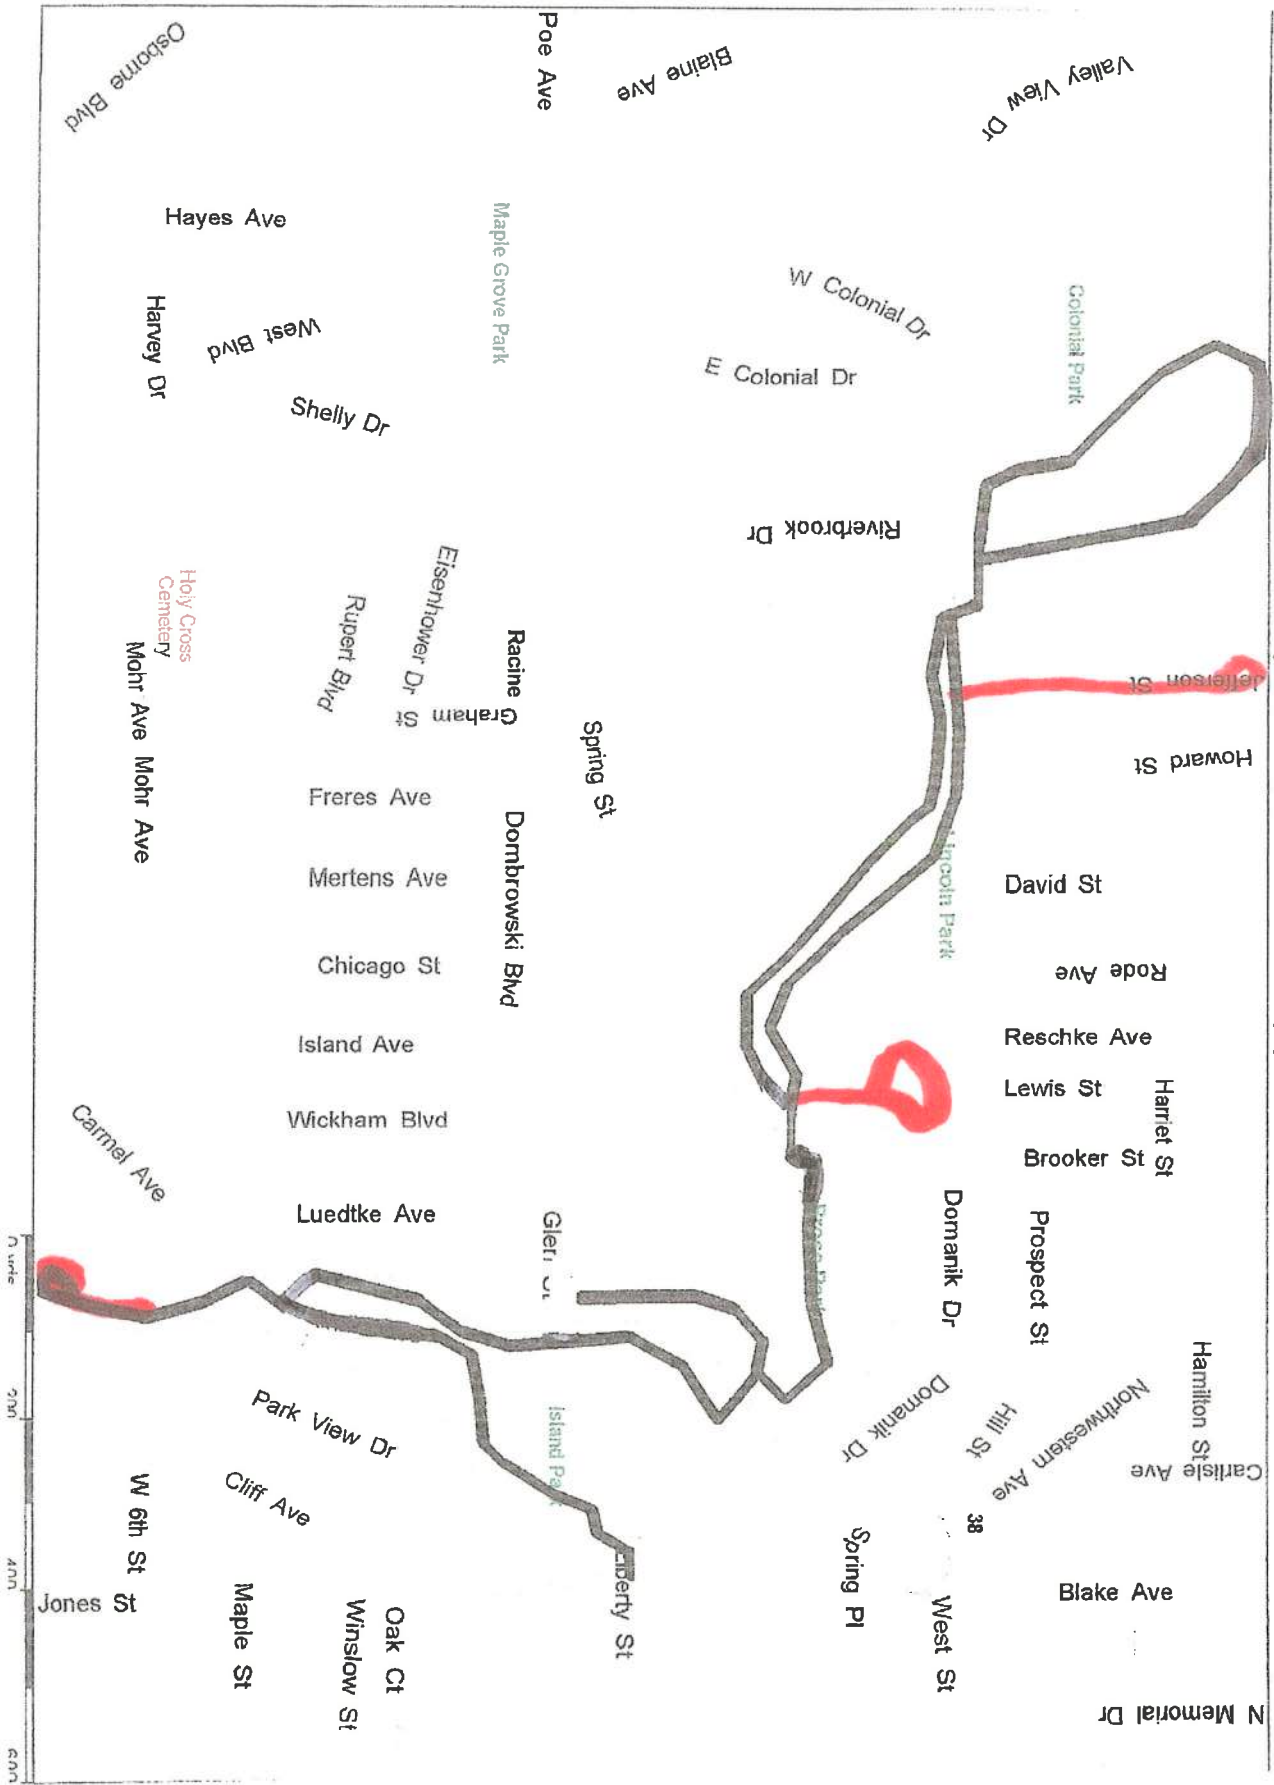 Osborne Blvd
Poe Ave
Blaine Ave
Valley View Dr
Hayes Ave
Maple Grove Park
W Colonial Dr
Colonial Park
Harvey Dr
West Blvd
E Colonial Dr
Shelly Dr
Riverbrook Dr
Eisenhower Dr
Holy Cross
Cemetery
Rupert Blvd
Racine
Jefferson St
Mohr Ave
Graham St
Spring St
Howard St
Mohr Ave
Freres Ave
Dombrowski Blvd
Lincoln Park
Mertens Ave
David St
Chicago St
Rode Ave
Island Ave
Reschke Ave
Lewis St
Harriet St
Wickham Blvd
Carmel Ave
Brooker St
Luedtke Ave
Glen
Domanik Dr
Prospect St
Hamilton St
Park View Dr
Island Pa
Domanik Dr
Hill St
Northwestern Ave
Carlisle Ave
W 6th St
Cliff Ave
38
Spring Pl
Jones St
Maple St
Winslow St
Oak Ct
Liberty St
West St
Blake Ave
N Memorial Dr